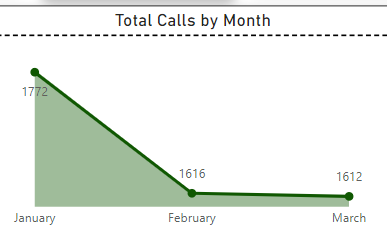 Total Calls by Month
1772
1616
1612
January
February
March